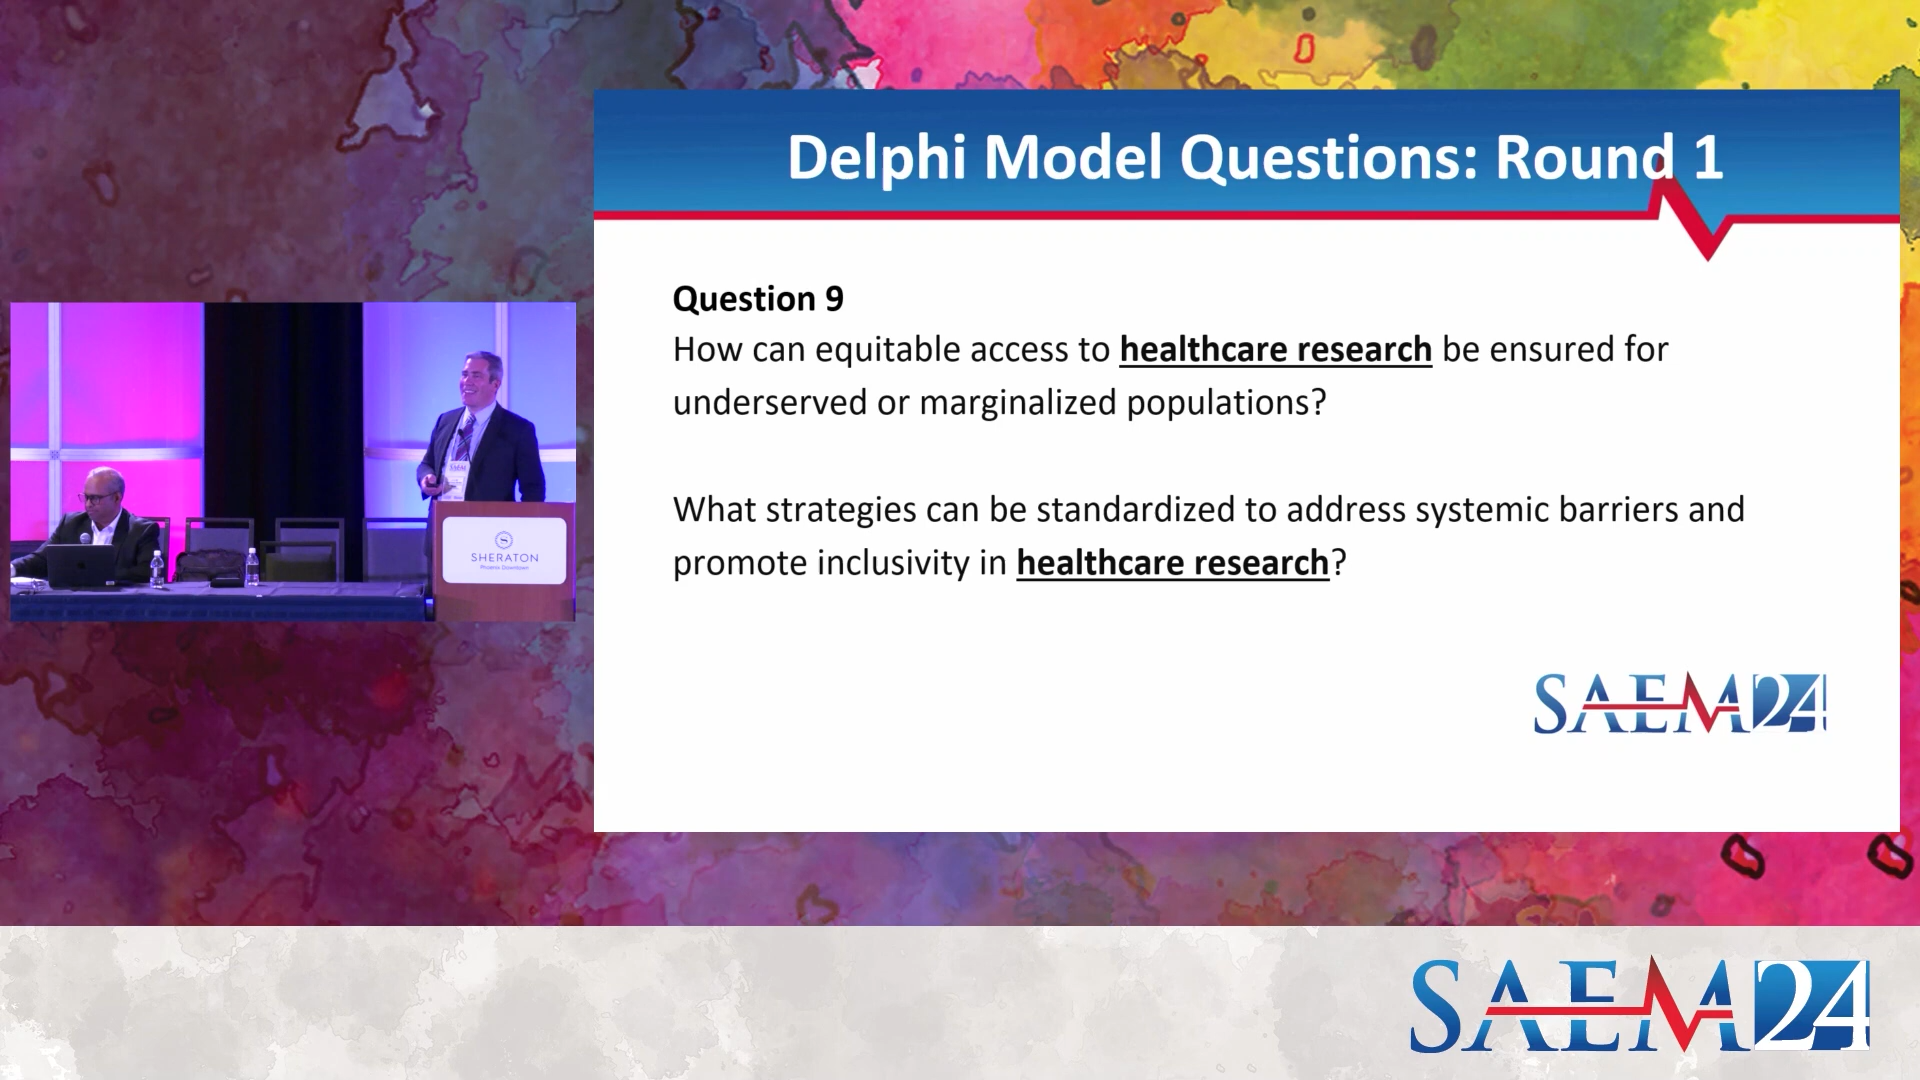 Delphi Model Questions: Round 1
Question 9
How can equitable access to healthcare research be ensured for
underserved or marginalized populations?
What strategies can be standardized to address systemic barriers and
promote inclusivity in healthcare research?
SAEM24
SHERATON
Phoenix Downtown
SAEM24